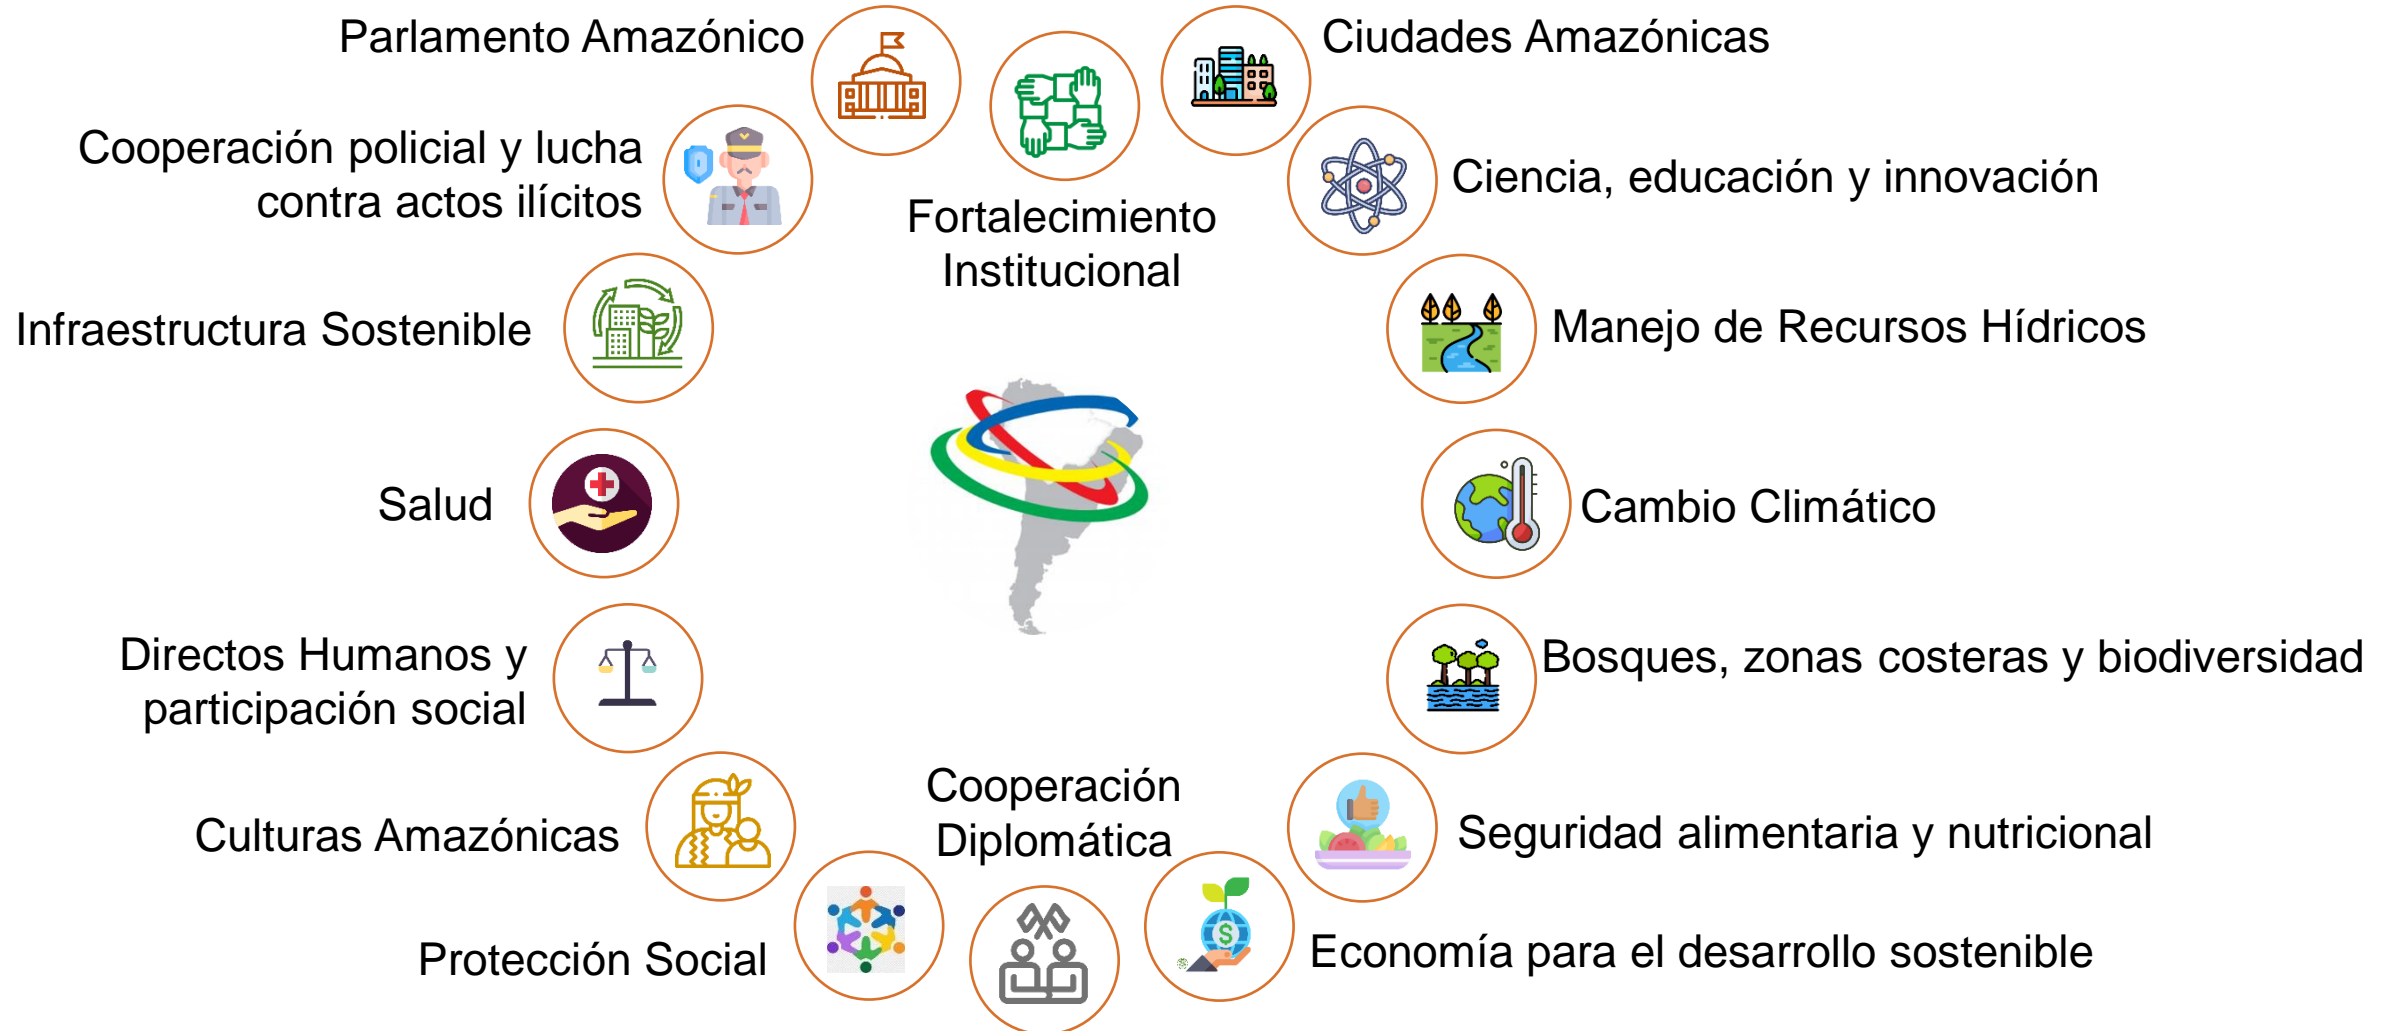 Parlamento Amazónico
Ciudades Amazónicas
Cooperación policial y lucha
contra actos ilícitos
Fortalecimiento
Institucional
Ciencia, educación y innovación
Infraestructura Sostenible
Manejo de Recursos Hídricos
Salud
Cambio Climático
Directos Humanos y
participación social
Bosques, zonas costeras y biodiversidad
Culturas Amazónicas
Cooperación
Diplomática
Seguridad alimentaria y nutricional
Protección Social
Economía para el desarrollo sostenible